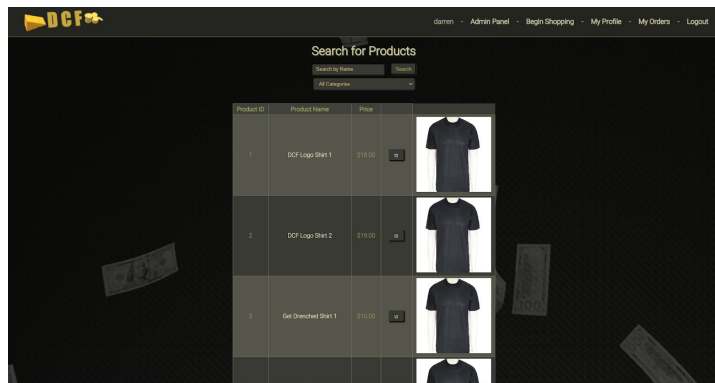 DCF
darren - Admin Panel - Begin Shopping - My Profile - My Orders - Logout
Search for Products
Search by Name Search
All Categories
Product ID Product Name Price
1 DCF Logo Shirt 1 $18.00
2 DCF Logo Shirt 2 $19.00
3 Get Drenched Shirt 1